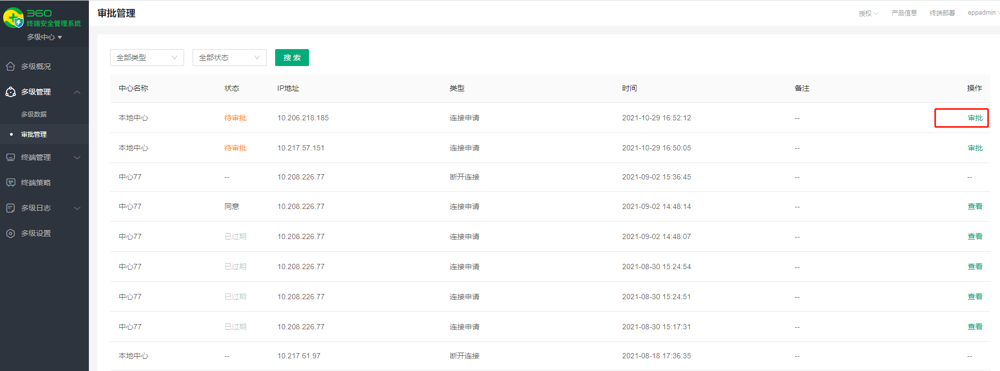 360
终端安全管理系统
多级中心
多级概况
多级管理
多级数据
审批管理
终端管理
终端策略
多级日志
多级设置
审批管理
授权 产品信息 终端部署 eppadmin
全部类型 全部状态 搜 索
中心名称 状态 IP地址 类型 时间 备注 操作
本地中心 待审批 10.206.218.185 连接申请 2021-10-29 16:52:12 -- 审批
本地中心 待审批 10.217.57.151 连接申请 2021-10-29 16:50:05 -- 审批
中心77 -- 10.208.226.77 断开连接 2021-09-02 15:36:45 -- --
中心77 同意 10.208.226.77 连接申请 2021-09-02 14:48:14 -- 查看
中心77 已过期 10.208.226.77 连接申请 2021-09-02 14:48:07 -- 查看
中心77 已过期 10.208.226.77 连接申请 2021-08-30 15:24:54 -- 查看
中心77 已过期 10.208.226.77 连接申请 2021-08-30 15:24:51 -- 查看
中心77 已过期 10.208.226.77 连接申请 2021-08-30 15:17:31 -- 查看
本地中心 -- 10.217.61.97 断开连接 2021-08-18 17:36:35 -- --